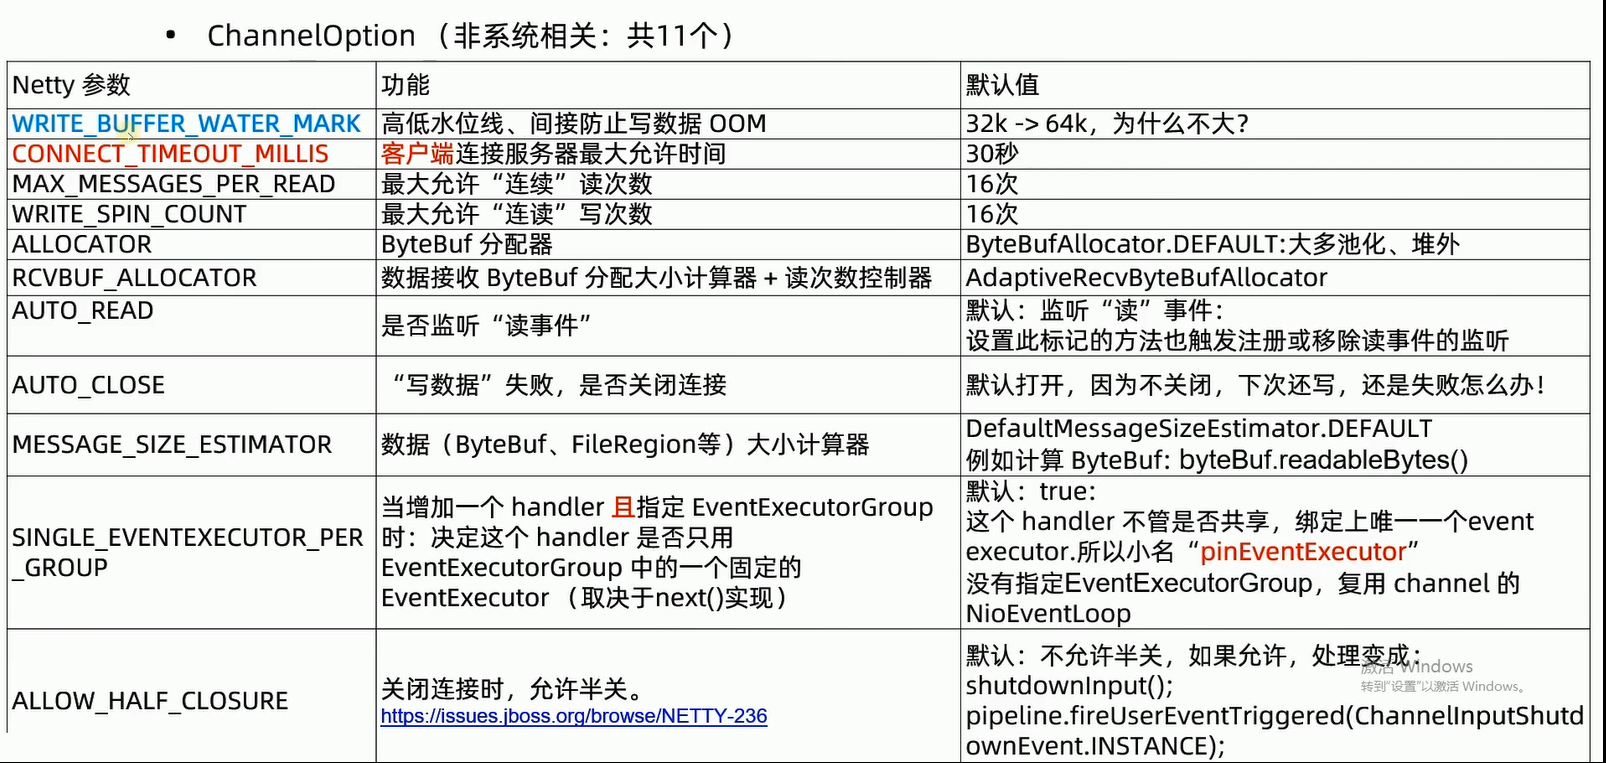 • ChannelOption（非系统相关：共11个）
Netty 参数
功能
默认值
WRITE_BUFFER_WATER_MARK
高低水位线、间接防止写数据 OOM
32k -> 64k，为什么不大？
CONNECT_TIMEOUT_MILLIS
客户端连接服务器最大允许时间
30秒
MAX_MESSAGES_PER_READ
最大允许“连续”读次数
16次
WRITE_SPIN_COUNT
最大允许“连读”写次数
16次
ALLOCATOR
ByteBuf 分配器
ByteBufAllocator.DEFAULT:大多池化、堆外
RCVBUF_ALLOCATOR
数据接收 ByteBuf 分配大小计算器 + 读次数控制器
AdaptiveRecvByteBufAllocator
AUTO_READ
是否监听“读事件”
默认：监听“读”事件：
设置此标记的方法也触发注册或移除读事件的监听
AUTO_CLOSE
“写数据”失败，是否关闭连接
默认打开，因为不关闭，下次还写，还是失败怎么办！
MESSAGE_SIZE_ESTIMATOR
数据（ByteBuf、FileRegion等）大小计算器
DefaultMessageSizeEstimator.DEFAULT
例如计算 ByteBuf: byteBuf.readableBytes()
SINGLE_EVENTEXECUTOR_PER
_GROUP
当增加一个 handler 且指定 EventExecutorGroup
时：决定这个 handler 是否只用
EventExecutorGroup 中的一个固定的
EventExecutor （取决于next()实现）
默认：true：
这个 handler 不管是否共享，绑定上唯一一个event
executor.所以小名“pinEventExecutor”
没有指定EventExecutorGroup，复用 channel 的
NioEventLoop
ALLOW_HALF_CLOSURE
关闭连接时，允许半关。
https://issues.jboss.org/browse/NETTY-236
默认：不允许半关，如果允许，处理变成：
shutdownInput();
pipeline.fireUserEventTriggered(ChannelInputShutd
ownEvent.INSTANCE);
激活 Windows
转到“设置”以激活 Windows。